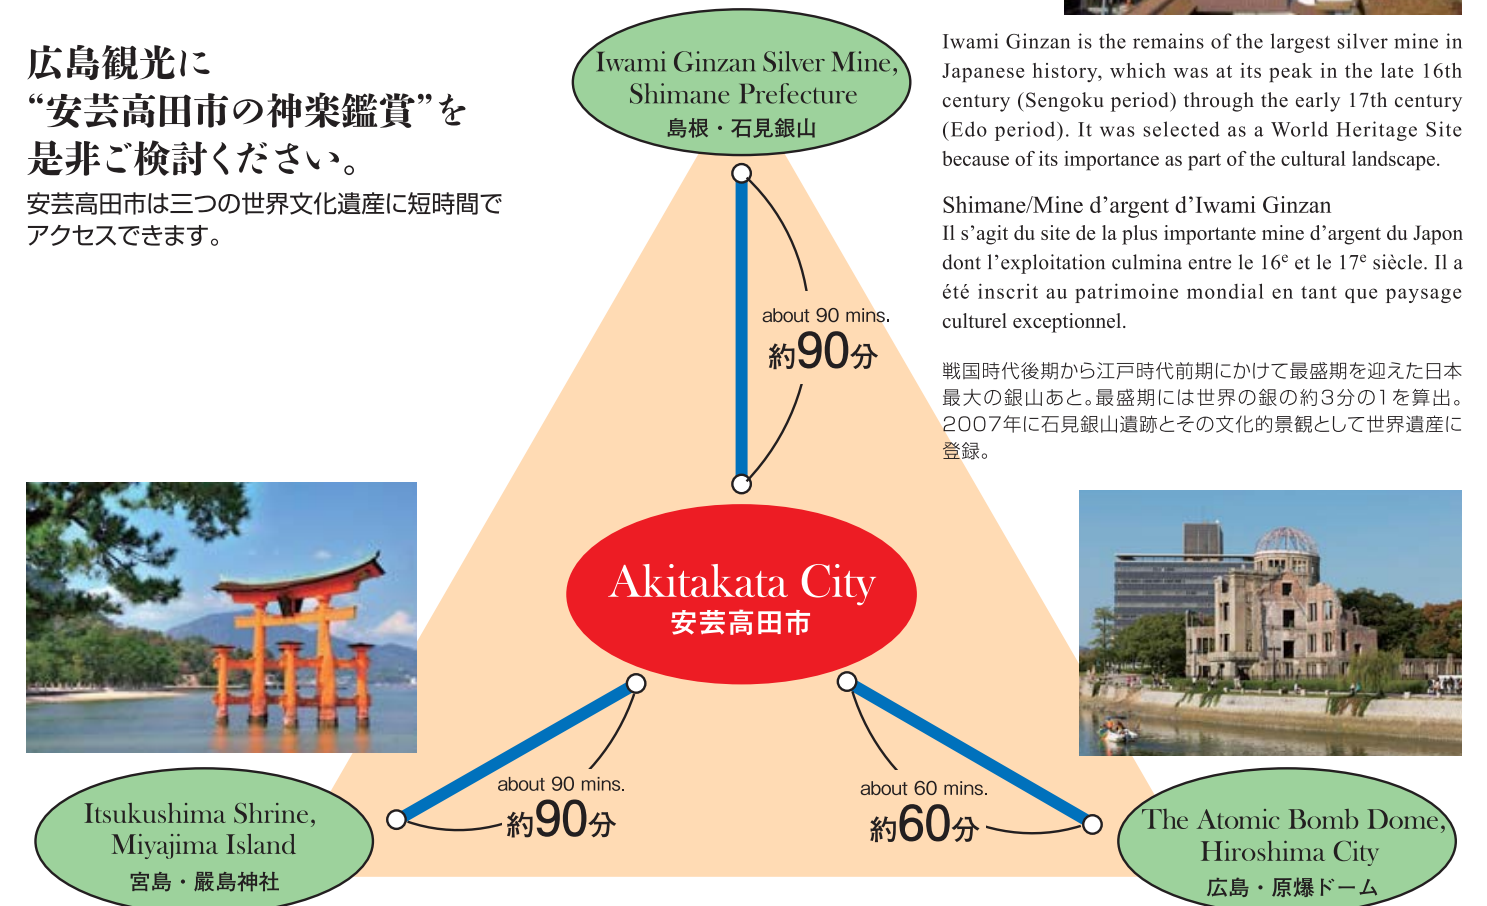 広島観光に
“安芸高田市の神楽鑑賞”を
是非ご検討ください。
安芸高田市は三つの世界文化遺産に短時間で
アクセスできます。
Iwami Ginzan Silver Mine,
Shimane Prefecture
島根・石見銀山
Iwami Ginzan is the remains of the largest silver mine in
Japanese history, which was at its peak in the late 16th
century (Sengoku period) through the early 17th century
(Edo period). It was selected as a World Heritage Site
because of its importance as part of the cultural landscape.
Shimane/Mine d’argent d’Iwami Ginzan
Il s’agit du site de la plus importante mine d’argent du Japon
dont l’exploitation culmina entre le 16e et le 17e siècle. Il a
été inscrit au patrimoine mondial en tant que paysage
culturel exceptionnel.
戦国時代後期から江戸時代前期にかけて最盛期を迎えた日本
最大の銀山あと。最盛期には世界の銀の約3分の1を算出。
2007年に石見銀山遺跡とその文化的景観として世界遺産に
登録。
about 90 mins.
約90分
Akitakata City
安芸高田市
about 90 mins.
約90分
about 60 mins.
約60分
Itsukushima Shrine,
Miyajima Island
宮島・嚴島神社
The Atomic Bomb Dome,
Hiroshima City
広島・原爆ドーム